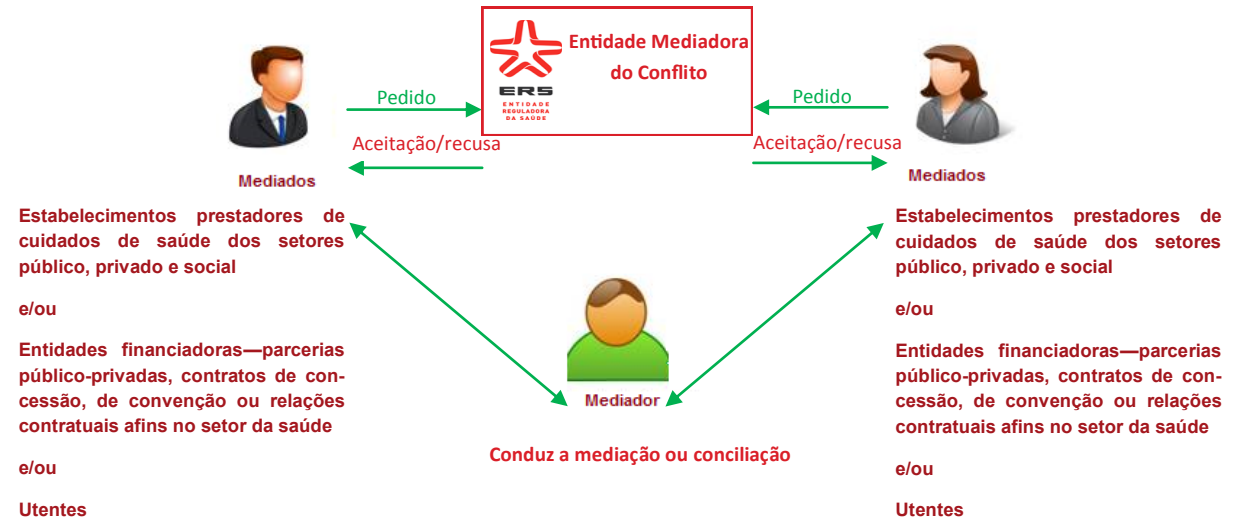 Entidade Mediadora
do Conflito
ERS
ENTIDADE
REGULADORA
DA SAÚDE
Pedido
Aceitação/recusa
Pedido
Aceitação/recusa
Mediados
Estabelecimentos prestadores de
cuidados de saúde dos setores
público, privado e social
e/ou
Entidades financiadoras—parcerias
público-privadas, contratos de con-
cessão, de convenção ou relações
contratuais afins no setor da saúde
e/ou
Utentes
Mediador
Conduz a mediação ou conciliação
Mediados
Estabelecimentos prestadores de
cuidados de saúde dos setores
público, privado e social
e/ou
Entidades financiadoras—parcerias
público-privadas, contratos de con-
cessão, de convenção ou relações
contratuais afins no setor da saúde
e/ou
Utentes